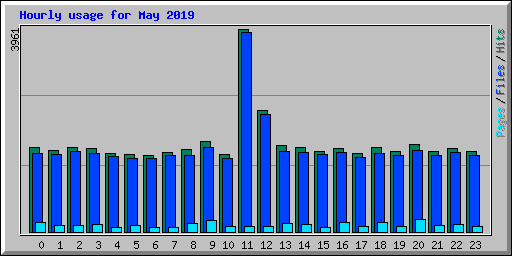 Hourly usage for May 2019
3961
Pages / Files / Hits
0 1 2 3 4 5 6 7 8 9 10 11 12 13 14 15 16 17 18 19 20 21 22 23